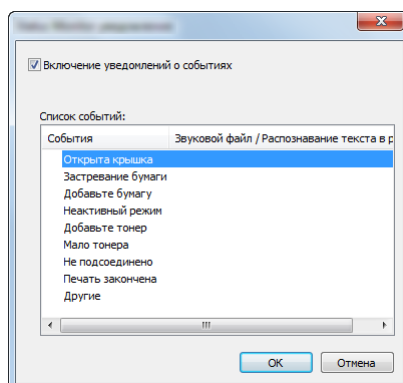 Включение уведомлений о событиях
Список событий:
События Звуковой файл / Распознавание текста в р
Открыта крышка
Застревание бумаги
Добавьте бумагу
Неактивный режим
Добавьте тонер
Мало тонера
Не подсоединено
Печать закончена
Другие
OK Отмена